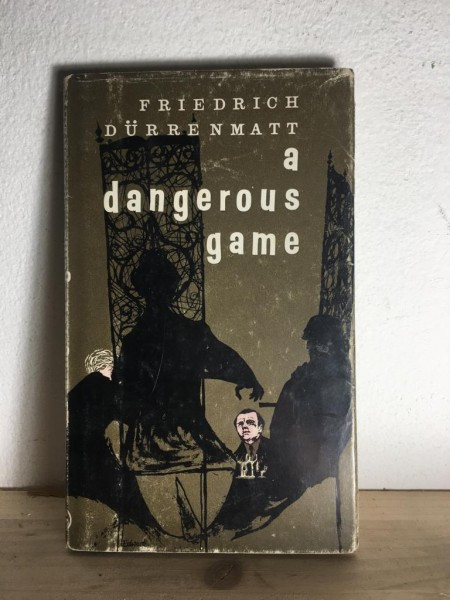 FRIEDRICH
DÜRRENMATT
a
dangerous
game